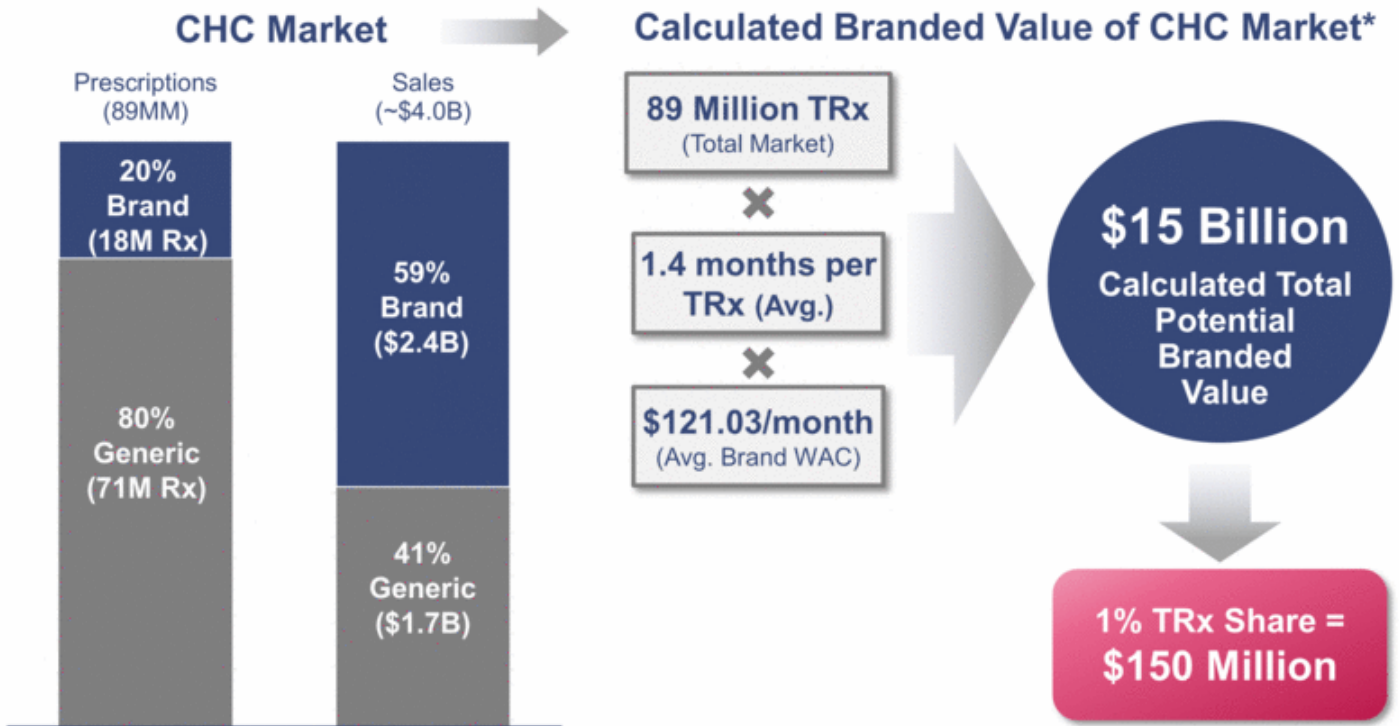 CHC Market
Calculated Branded Value of CHC Market*
Prescriptions
(89MM)
Sales
(~$4.0B)
20%
Brand
(18M Rx)
80%
Generic
(71M Rx)
59%
Brand
($2.4B)
41%
Generic
($1.7B)
89 Million TRx
(Total Market)
×
1.4 months per
TRx (Avg.)
×
$121.03/month
(Avg. Brand WAC)
$15 Billion
Calculated Total
Potential
Branded
Value
1% TRx Share =
$150 Million